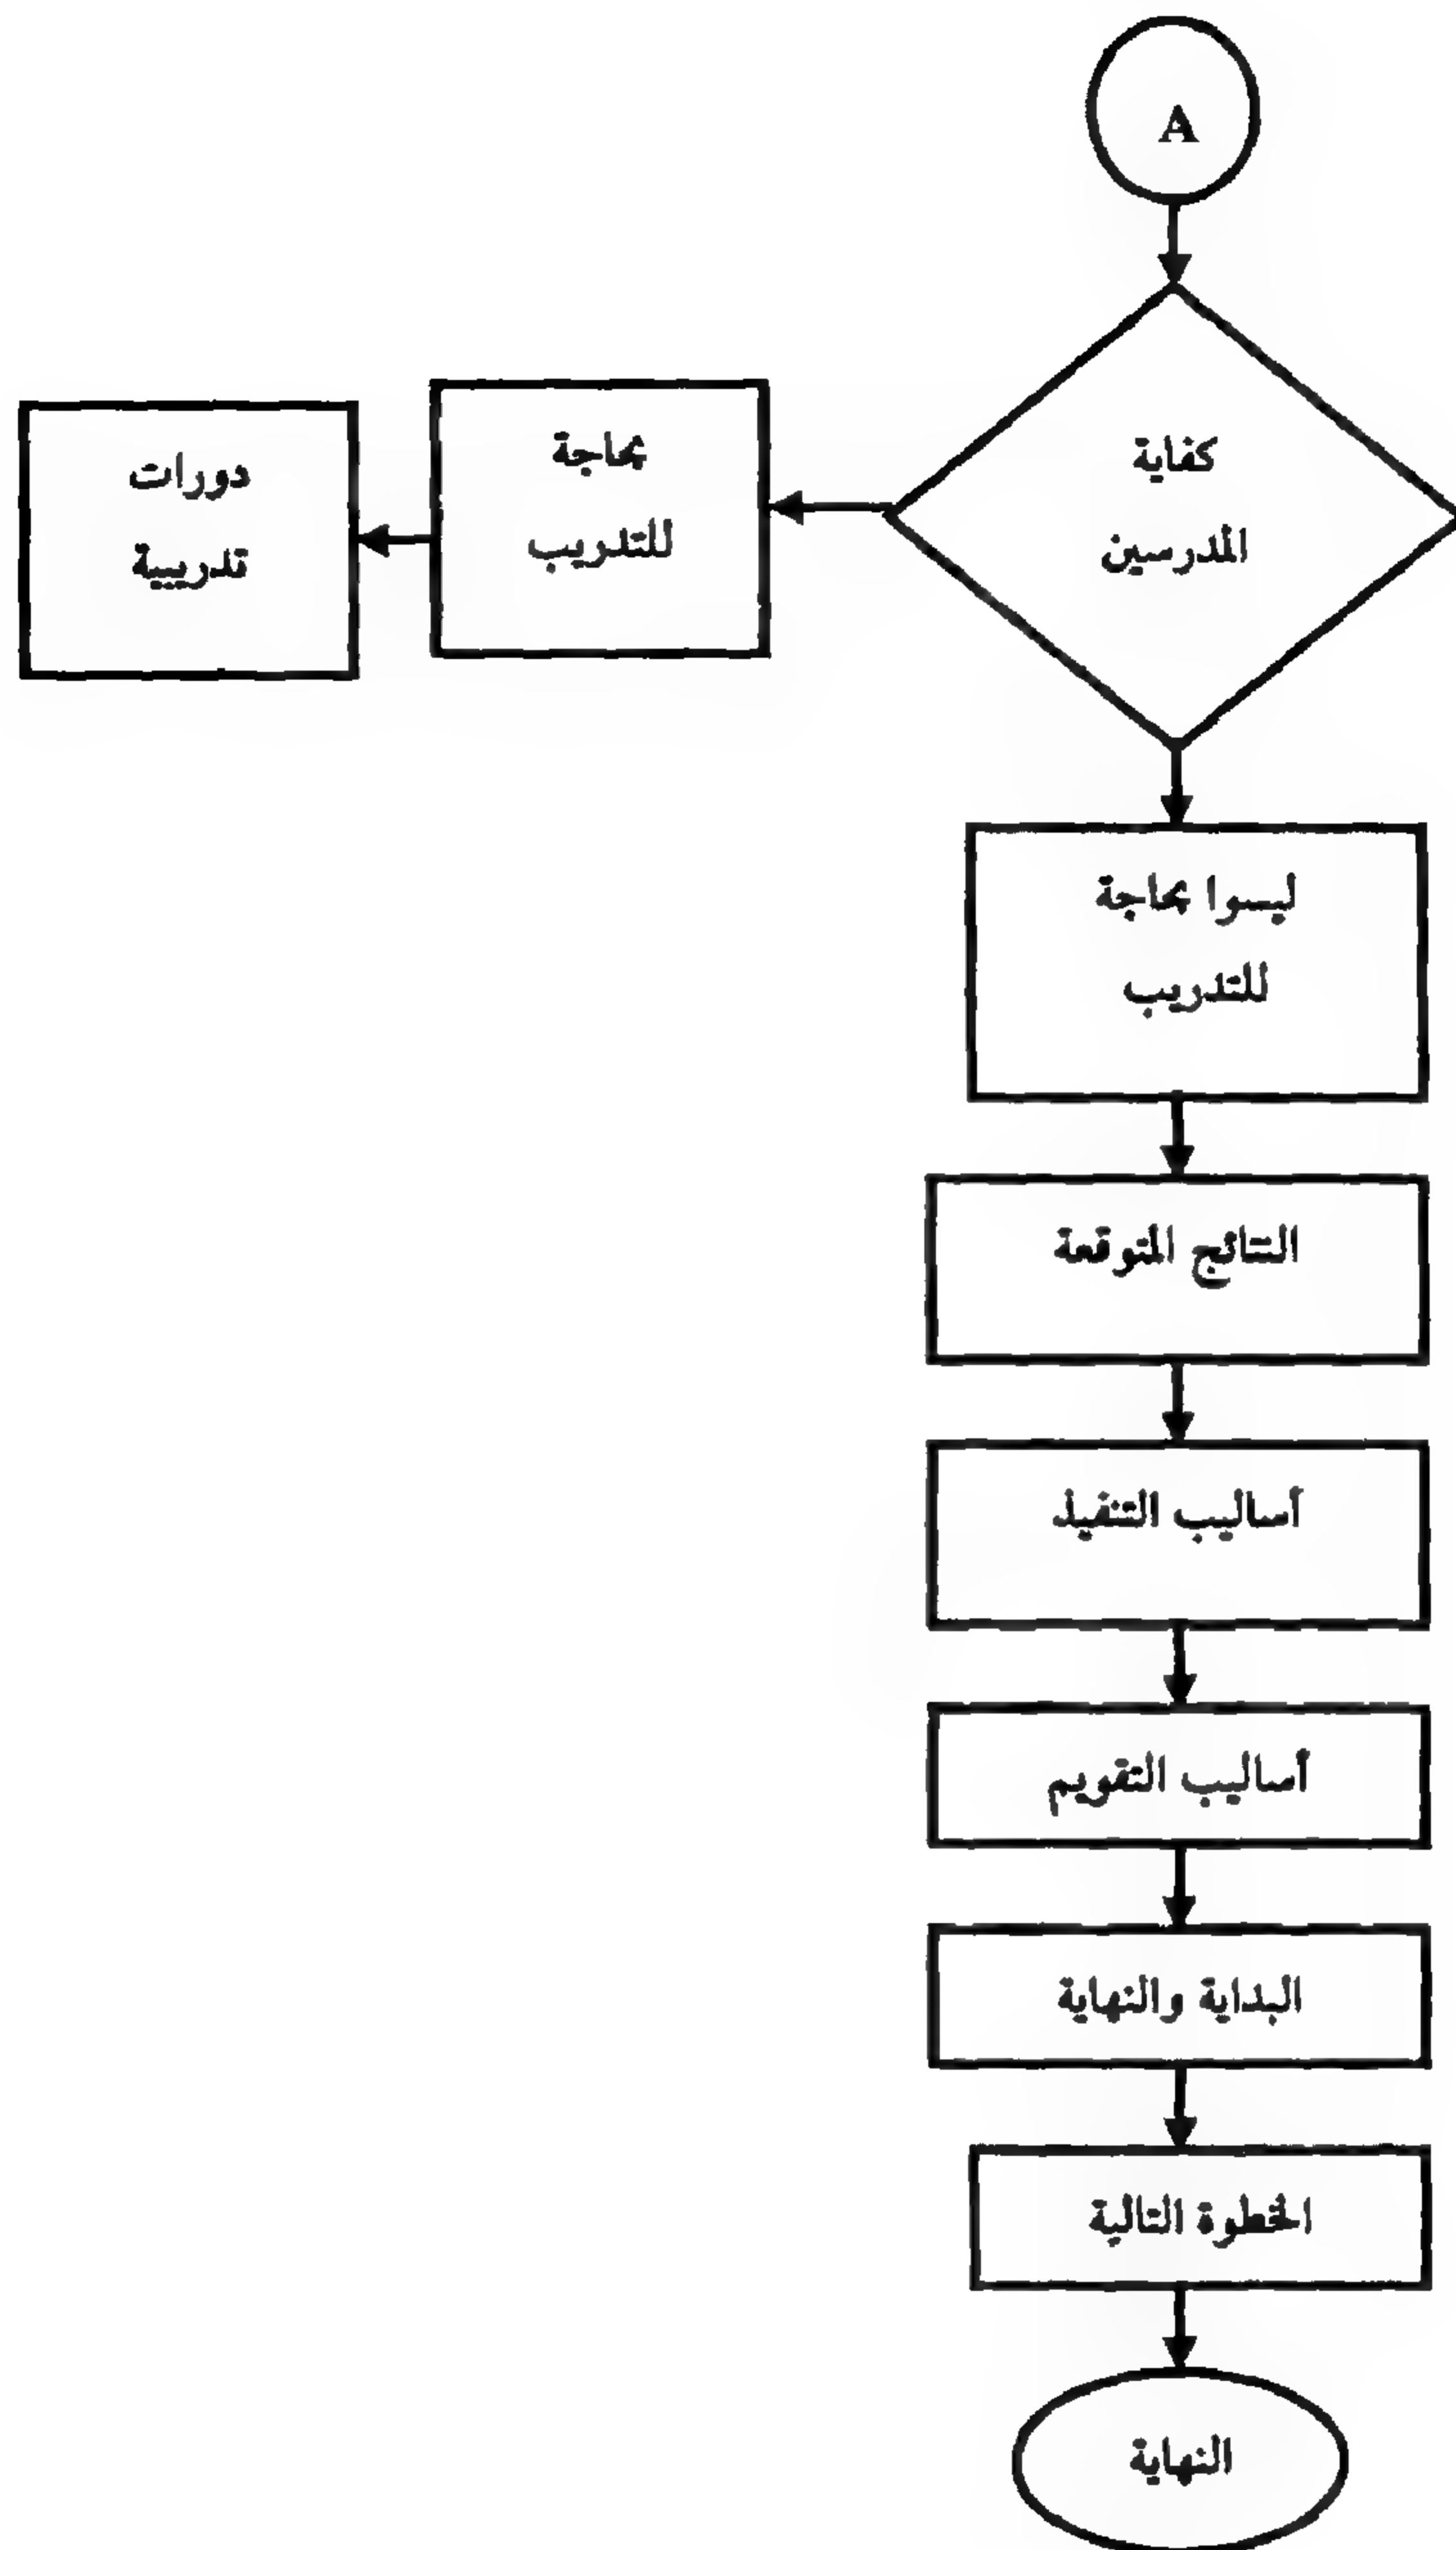 A
كفاية
المدرسين
بحاجة
للتدريب
دورات
تدريبية
ليسوا بحاجة
للتدريب
النتائج المتوقعة
أساليب التنفيذ
أساليب التقويم
البداية والنهاية
الخطوة التالية
النهاية